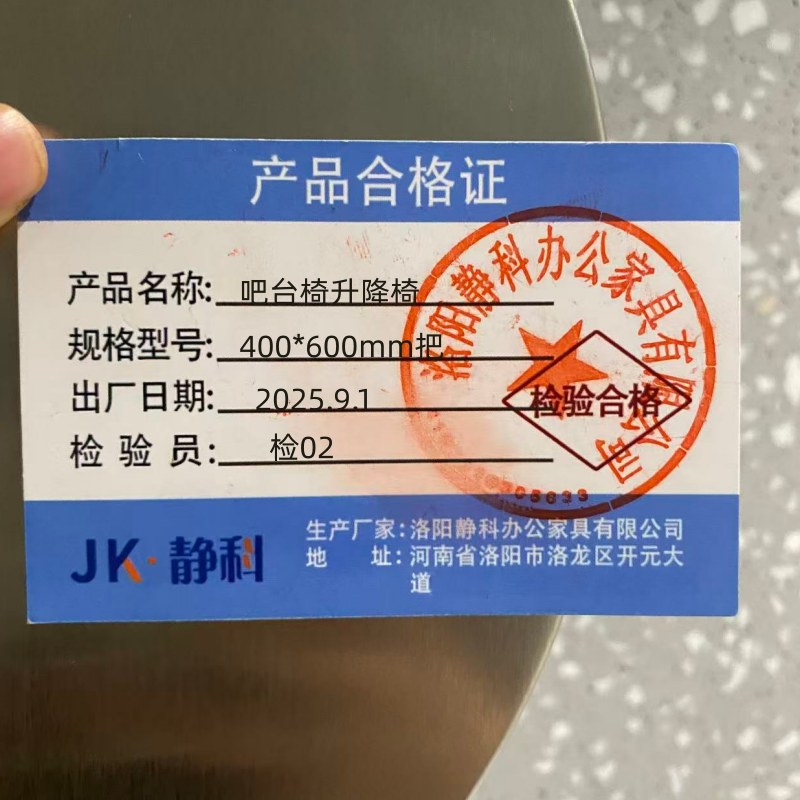 产品合格证
产品名称: 吧台椅升降椅
规格型号: 400*600mm把
出厂日期: 2025.9.1
检 验 员: 检02
洛阳静科办公家具有限公司
检验合格
JK·静科
生产厂家:洛阳静科办公家具有限公司
地 址:河南省洛阳市洛龙区开元大
道